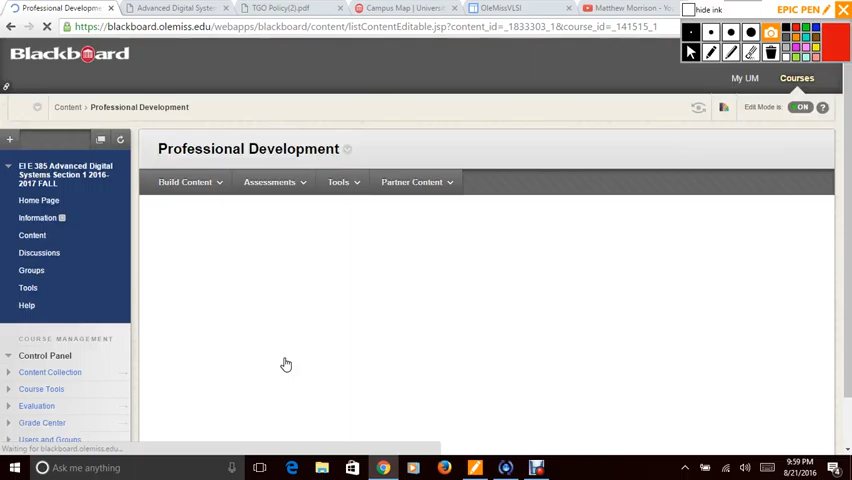 Professional Developme
Advanced Digital Syste
TGO Policy(2).pdf
Campus Map | Universi
OleMissVLSI
Matthew Morrison -
hide ink
EPIC PEN
https://blackboard.olemiss.edu/webapps/blackboard/content/listContentEditable.jsp?content_id=_1833303_1&course_id=_141515_1
Blackboard
My UM
Courses
Content > Professional Development
Edit Mode is: ON ?
Professional Development
EI E 385 Advanced Digital
Systems Section 1 2016-
2017 FALL
Build Content
Assessments
Tools
Partner Content
Home Page
Information
Content
Discussions
Groups
Tools
Help
COURSE MANAGEMENT
Control Panel
Content Collection
Course Tools
Evaluation
Grade Center
Users and Groups
Waiting for blackboard.olemiss.edu...
Ask me anything
9:59 PM
8/21/2016